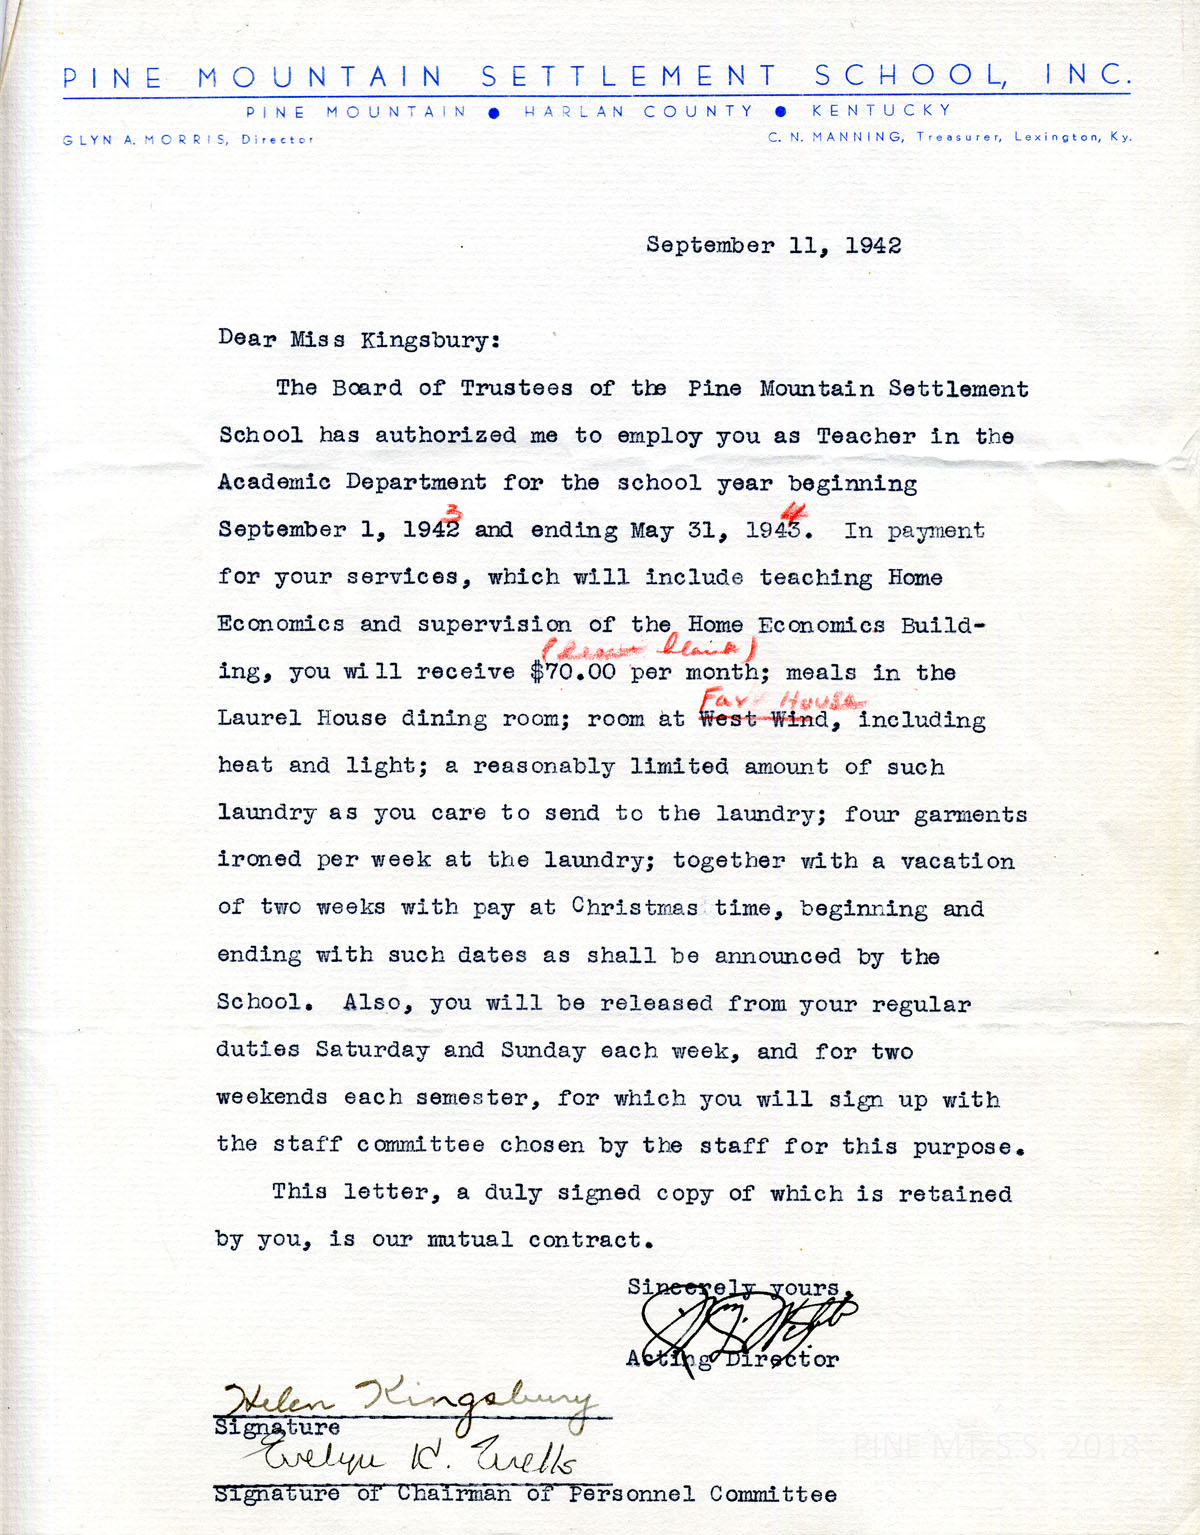 PINE MOUNTAIN SETTLEMENT SCHOOL, INC.
PINE MOUNTAIN ● HARLAN COUNTY ● KENTUCKY
GLYN A. MORRIS, Director
C. N. MANNING, Treasurer, Lexington, Ky.
September 11, 1942
Dear Miss Kingsbury:
The Board of Trustees of the Pine Mountain Settlement
School has authorized me to employ you as Teacher in the
Academic Department for the school year beginning
3 4
September 1, 1942 and ending May 31, 1943. In payment
for your services, which will include teaching Home
Economics and supervision of the Home Economics Build-
(leave blank)
ing, you will receive $70.00 per month; meals in the
Far House
Laurel House dining room; room at West Wind, including
heat and light; a reasonably limited amount of such
laundry as you care to send to the laundry; four garments
ironed per week at the laundry; together with a vacation
of two weeks with pay at Christmas time, beginning and
ending with such dates as shall be announced by the
School. Also, you will be released from your regular
duties Saturday and Sunday each week, and for two
weekends each semester, for which you will sign up with
the staff committee chosen by the staff for this purpose.
This letter, a duly signed copy of which is retained
by you, is our mutual contract.
Sincerely yours,
Acting Director
Helen Kingsbury
Signature
Evelyn K. Wells
Signature of Chairman of Personnel Committee